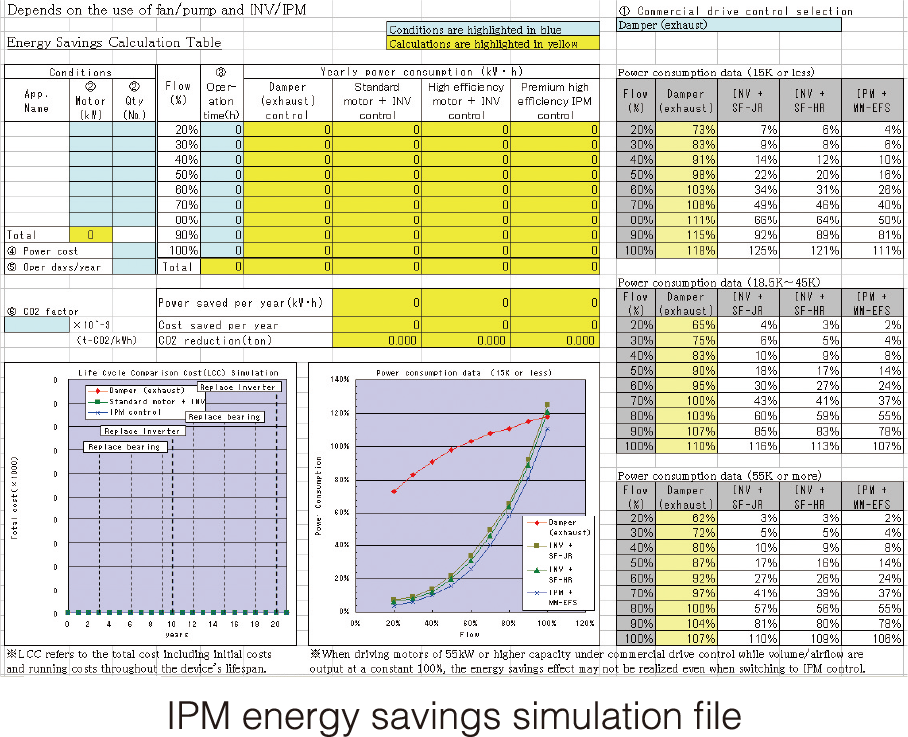 Depends on the use of fan/pump and INV/IPM
① Commercial drive control selection
Damper (exhaust)
Conditions are highlighted in blue
Calculations are highlighted in yellow
Energy Savings Calculation Table
Conditions
App. Name
② Motor (kW)
② Qty (No.)
Flow (%)
③ Oper-ation time(h)
Yearly power consumption (kW・h)
Damper (exhaust) control
Standard motor + INV control
High efficiency motor + INV control
Premium high efficiency IPM control
20% 0 0 0 0 0
30% 0 0 0 0 0
40% 0 0 0 0 0
50% 0 0 0 0 0
60% 0 0 0 0 0
70% 0 0 0 0 0
00% 0 0 0 0 0
Total 0 90% 0 0 0 0 0
④ Power cost 100% 0 0 0 0 0
⑤ Oper days/year Total 0 0 0 0 0
⑥ CO2 factor
×10^-3
(t-CO2/kWh)
Power saved per year(kW・h) 0 0 0
Cost saved per year 0 0 0
CO2 reduction(ton) 0.000 0.000 0.000
Power consumption data (15K or less)
Flow (%) Damper (exhaust) INV + SF-JR INV + SF-HR IPM + MM-EFS
20% 73% 7% 6% 4%
30% 83% 9% 8% 6%
40% 91% 14% 12% 10%
50% 98% 22% 20% 16%
60% 103% 34% 31% 26%
70% 108% 49% 46% 40%
00% 111% 66% 64% 50%
90% 115% 92% 89% 81%
100% 118% 125% 121% 111%
Power consumption data (18.5K～45K)
Flow (%) Damper (exhaust) INV + SF-JR INV + SF-HR IPM + MM-EFS
20% 65% 4% 3% 2%
30% 75% 6% 5% 4%
40% 83% 10% 9% 8%
50% 90% 18% 17% 14%
60% 95% 30% 27% 24%
70% 100% 43% 41% 37%
80% 103% 60% 59% 55%
90% 107% 85% 83% 78%
100% 110% 116% 113% 107%
Power consumption data (55K or more)
Flow (%) Damper (exhaust) INV + SF-JR INV + SF-HR IPM + MM-EFS
20% 62% 3% 3% 2%
30% 72% 5% 5% 4%
40% 80% 10% 9% 8%
50% 87% 17% 16% 14%
60% 92% 27% 26% 24%
70% 97% 41% 39% 37%
80% 100% 57% 56% 55%
90% 104% 81% 80% 78%
100% 107% 110% 109% 106%
Life Cycle Comparison Cost(LCC) Simulation
Damper (exhaust)
Standard motor + INV
IPM control
Replace Inverter
Replace bearing
Replace Inverter
Replace bearing
Total cost(×1000)
0
0
0
0
0
0
0
0
0
0
0
0 2 4 6 8 10 12 14 16 18 20
years
Power consumption data (15K or less)
Power Consumption
140%
120%
100%
80%
60%
40%
20%
0%
0% 20% 40% 60% 80% 100% 120%
Flow
Damper (exhaust)
INV + SF-JR
INV + SF-HR
IPM + MM-EFS
※LCC refers to the total cost including initial costs
and running costs throughout the device's lifespan.
※When driving motors of 55kW or higher capacity under commercial drive control while volume/airflow are
output at a constant 100%, the energy savings effect may not be realized even when switching to IPM control.
IPM energy savings simulation file